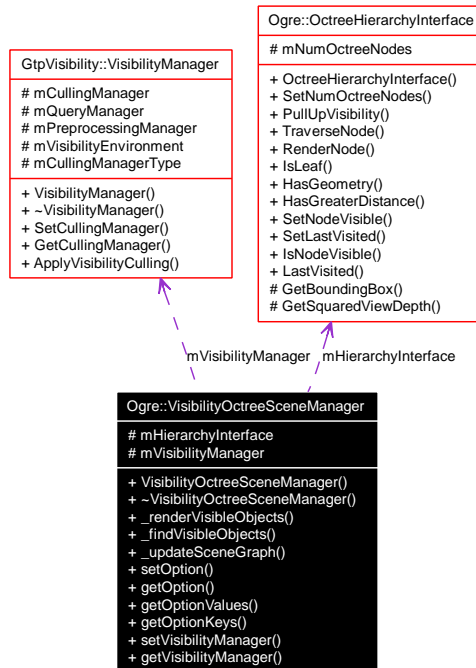 Ogre::OctreeHierarchyInterface
# mNumOctreeNodes
+ OctreeHierarchyInterface()
+ SetNumOctreeNodes()
+ PullUpVisibility()
+ TraverseNode()
+ RenderNode()
+ IsLeaf()
+ HasGeometry()
+ HasGreaterDistance()
+ SetNodeVisible()
+ SetLastVisited()
+ IsNodeVisible()
+ LastVisited()
# GetBoundingBox()
# GetSquaredViewDepth()
GtpVisibility::VisibilityManager
# mCullingManager
# mQueryManager
# mPreprocessingManager
# mVisibilityEnvironment
# mCullingManagerType
+ VisibilityManager()
+ ~VisibilityManager()
+ SetCullingManager()
+ GetCullingManager()
+ ApplyVisibilityCulling()
mVisibilityManager
mHierarchyInterface
Ogre::VisibilityOctreeSceneManager
# mHierarchyInterface
# mVisibilityManager
+ VisibilityOctreeSceneManager()
+ ~VisibilityOctreeSceneManager()
+ _renderVisibleObjects()
+ _findVisibleObjects()
+ _updateSceneGraph()
+ setOption()
+ getOption()
+ getOptionValues()
+ getOptionKeys()
+ setVisibilityManager()
+ getVisibilityManager()